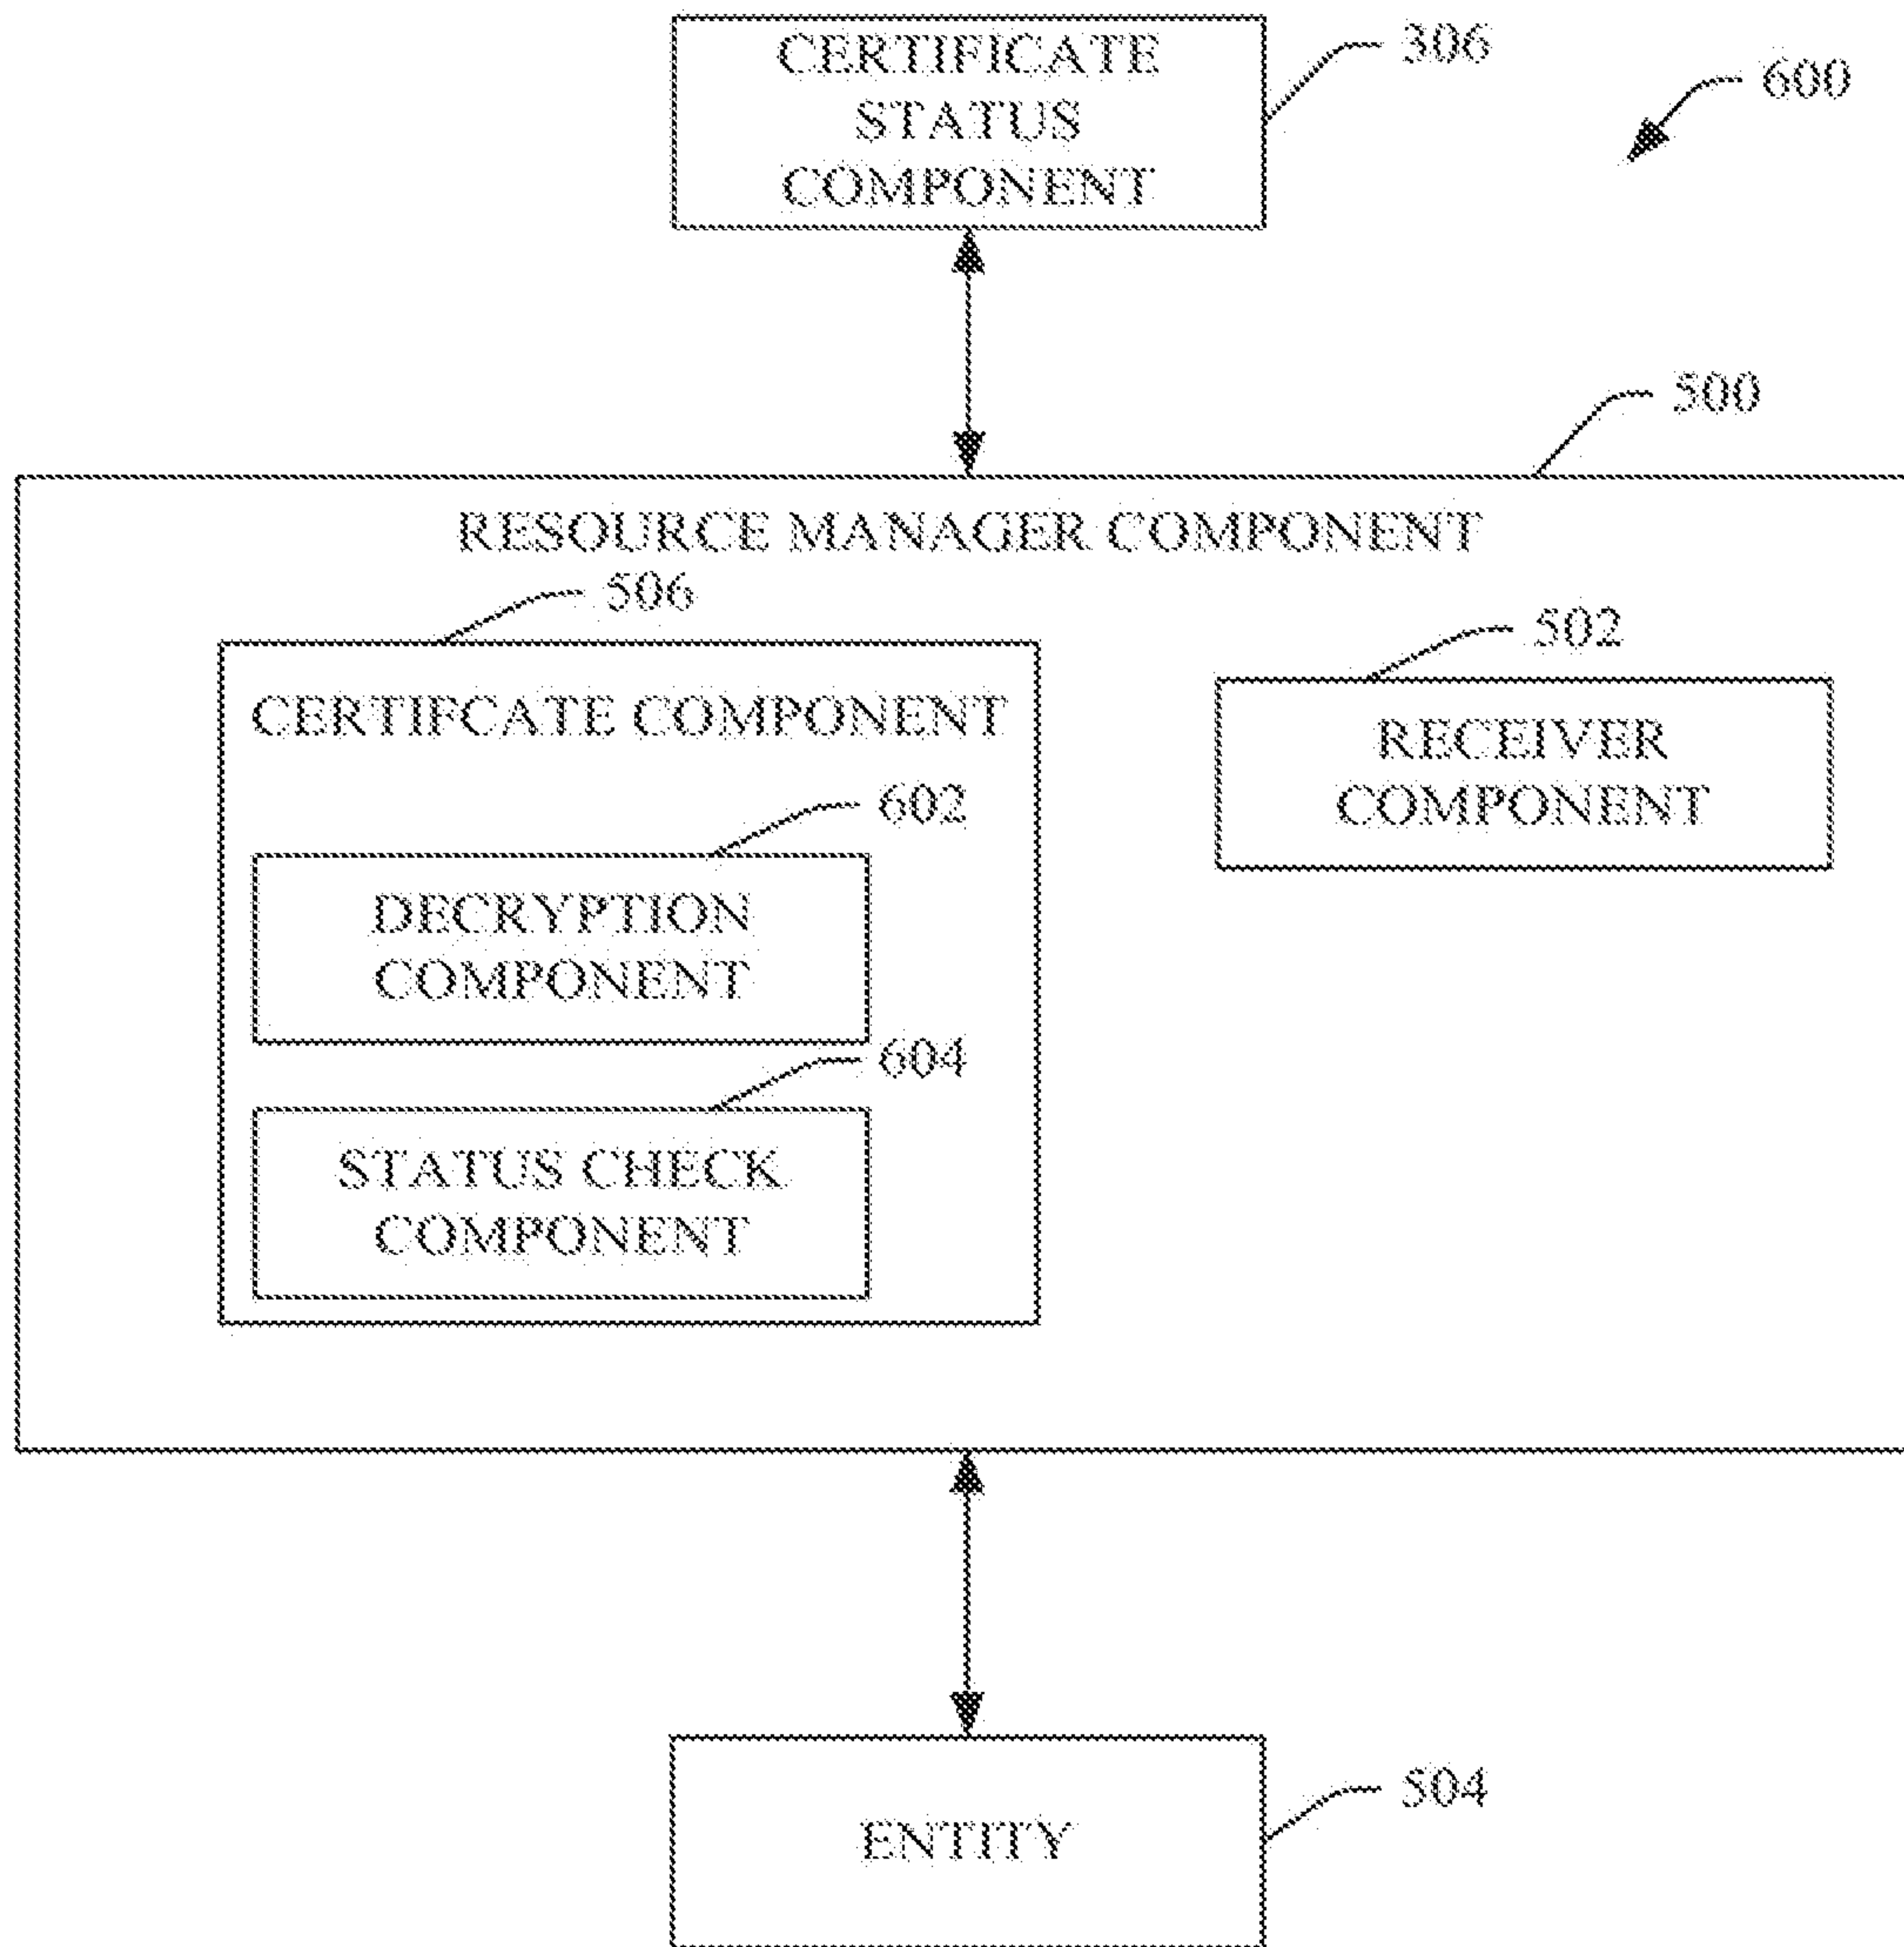 CERTIFICATE
STATUS
COMPONENT
306
600
500
RESOURCE MANAGER COMPONENT
506
502
CERTIFCATE COMPONENT
RECEIVER
COMPONENT
602
DECRYPTION
COMPONENT
604
STATUS CHECK
COMPONENT
ENTITY
504